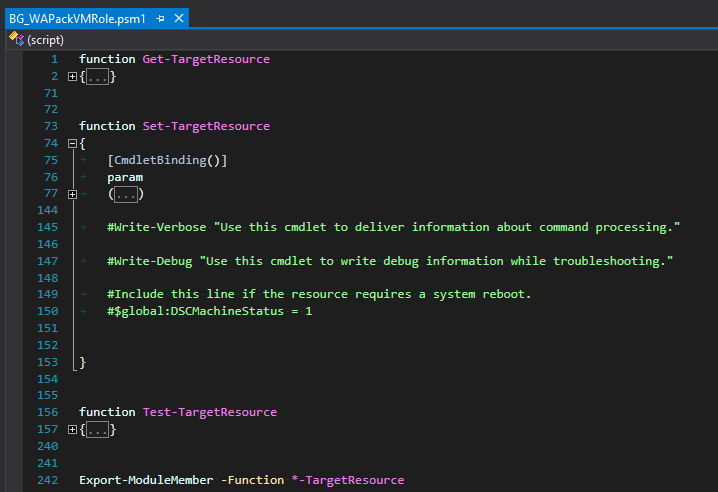 BG_WAPackVMRole.psm1
(script)
1 function Get-TargetResource
2 {...}
71
72
73 function Set-TargetResource
74 {
75 [CmdletBinding()]
76 param
77 (...)
144
145 #Write-Verbose "Use this cmdlet to deliver information about command processing."
146
147 #Write-Debug "Use this cmdlet to write debug information while troubleshooting."
148
149 #Include this line if the resource requires a system reboot.
150 #$global:DSCMachineStatus = 1
151
152
153 }
154
155
156 function Test-TargetResource
157 {...}
240
241
242 Export-ModuleMember -Function *-TargetResource